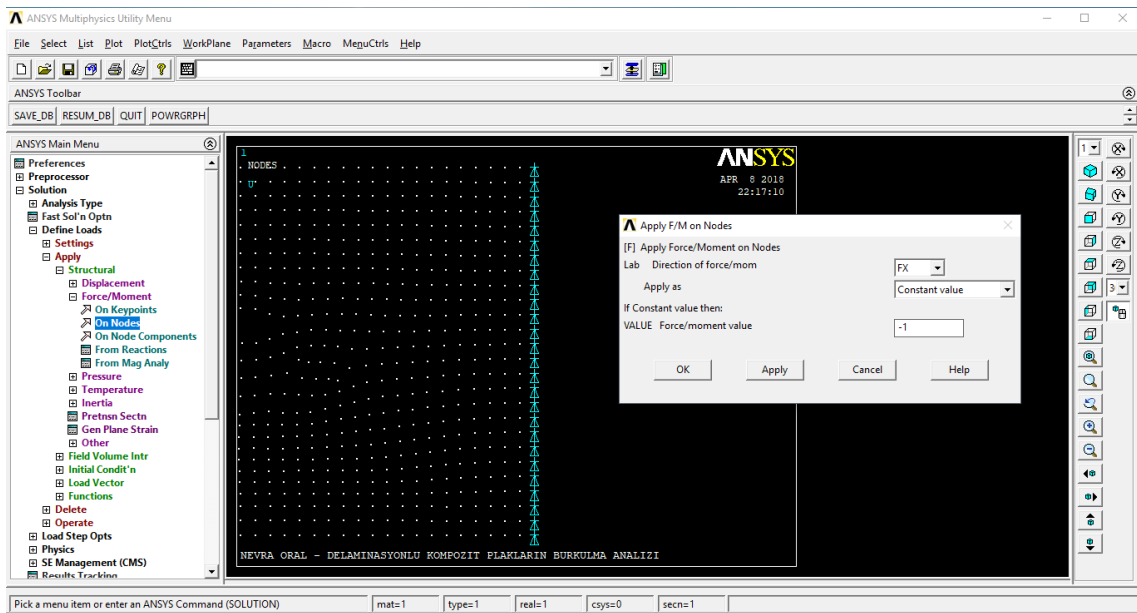 ANSYS Multiphysics Utility Menu
File Select List Plot PlotCtrls WorkPlane Parameters Macro MenuCtrls Help
ANSYS Toolbar
SAVE_DB RESUM_DB QUIT POWRGRPH
ANSYS Main Menu
Preferences
Preprocessor
Solution
Analysis Type
Fast Sol'n Optn
Define Loads
Settings
Apply
Structural
Displacement
Force/Moment
On Keypoints
On Nodes
On Node Components
From Reactions
From Mag Analy
Pressure
Temperature
Inertia
Pretnsn Sectn
Gen Plane Strain
Other
Field Volume Intr
Initial Condit'n
Load Vector
Functions
Delete
Operate
Load Step Opts
Physics
SE Management (CMS)
Results Tracking
1
NODES
U
ANSYS
APR 8 2018
22:17:10
Apply F/M on Nodes
[F] Apply Force/Moment on Nodes
Lab Direction of force/mom FX
Apply as Constant value
If Constant value then:
VALUE Force/moment value -1
OK Apply Cancel Help
NEVRA ORAL - DELAMINASYONLU KOMPOZIT PLAKLARIN BURKULMA ANALIZI
1
3
Pick a menu item or enter an ANSYS Command (SOLUTION) mat=1 type=1 real=1 csys=0 secn=1